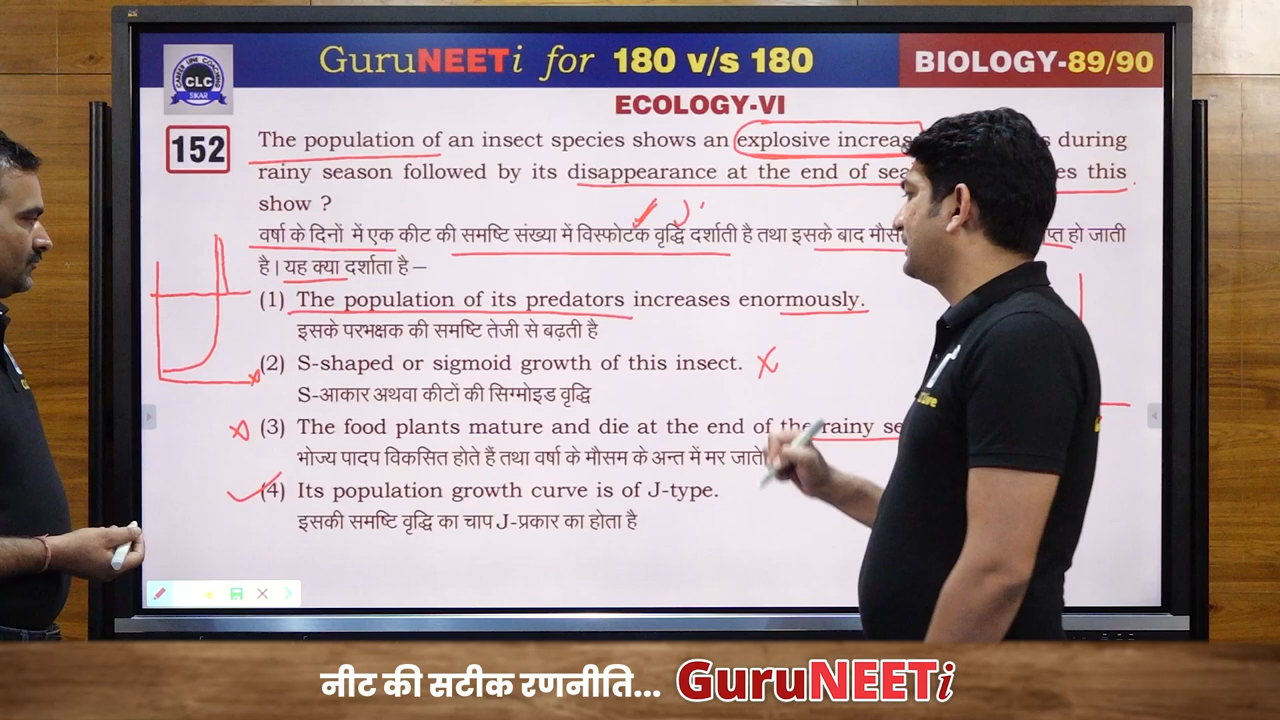 GuruNEETi for 180 v/s 180
BIOLOGY-89/90
CAREER LINE COACHING
CLC
SIKAR
ECOLOGY-VI
152
The population of an insect species shows an explosive increas during
rainy season followed by its disappearance at the end of sea es this
show ?
वर्षा के दिनों में एक कीट की समष्टि संख्या में विस्फोटक वृद्धि दर्शाती है तथा इसके बाद मौस प्त हो जाती
है। यह क्या दर्शाता है –
(1) The population of its predators increases enormously.
इसके परभक्षक की समष्टि तेजी से बढ़ती है
(2) S-shaped or sigmoid growth of this insect.
S-आकार अथवा कीटों की सिग्मोइड वृद्धि
(3) The food plants mature and die at the end of the rainy se
भोज्य पादप विकसित होते हैं तथा वर्षा के मौसम के अन्त में मर जाते
(4) Its population growth curve is of J-type.
इसकी समष्टि वृद्धि का चाप J-प्रकार का होता है
नीट की सटीक रणनीति... GuruNEETi